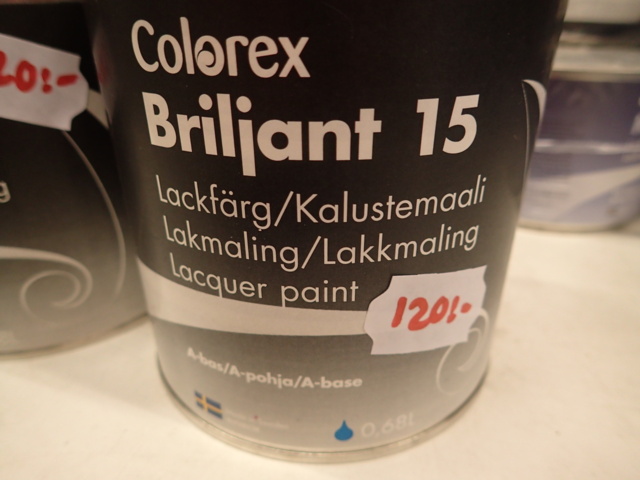 Colorex
Briljant 15
Lackfärg/Kalustemaali
Lakmaling/Lakkmaling
Lacquer paint
120:-
A-bas/A-pohja/A-base
0,68l
20:-
g